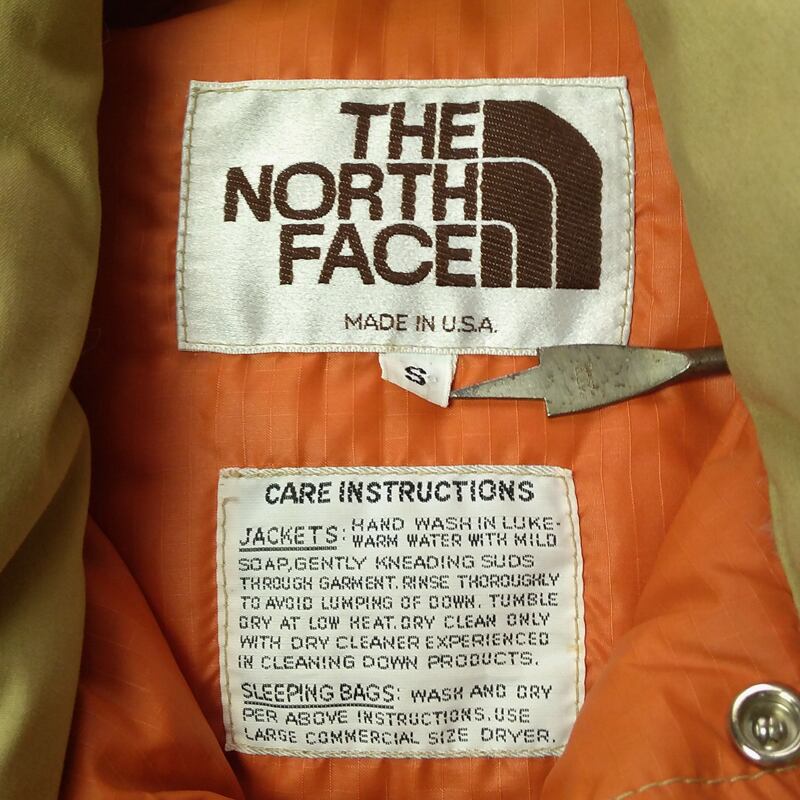 THE
NORTH
FACE
MADE IN U.S.A.
S
CARE INSTRUCTIONS
JACKETS: HAND WASH IN LUKE-
WARM WATER WITH MILD
SOAP, GENTLY KNEADING SUDS
THROUGH GARMENT. RINSE THOROUGHLY
TO AVOID LUMPING OF DOWN. TUMBLE
DRY AT LOW HEAT. DRY CLEAN ONLY
WITH DRY CLEANER EXPERIENCED
IN CLEANING DOWN PRODUCTS.
SLEEPING BAGS: WASH AND DRY
PER ABOVE INSTRUCTIONS. USE
LARGE COMMERCIAL SIZE DRYER.